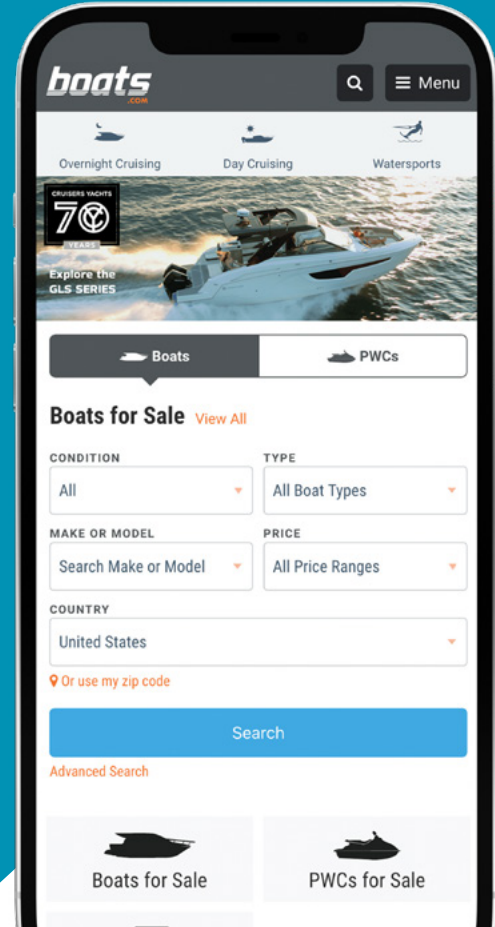 boats
.COM
Menu
Overnight Cruising Day Cruising Watersports
CRUISERS YACHTS
70
YEARS
Explore the
GLS SERIES
Boats PWCs
Boats for Sale View All
CONDITION TYPE
All All Boat Types
MAKE OR MODEL PRICE
Search Make or Model All Price Ranges
COUNTRY
United States
Or use my zip code
Search
Advanced Search
Boats for Sale PWCs for Sale